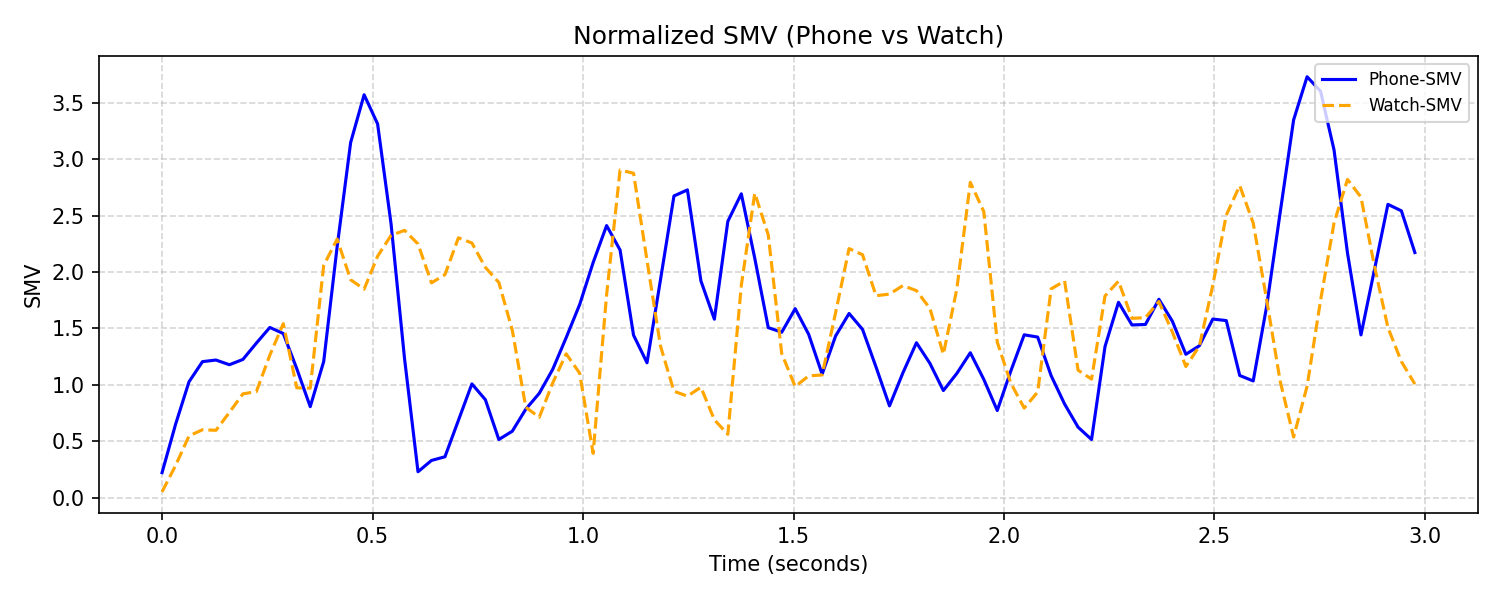 Normalized SMV (Phone vs Watch)
Phone-SMV
Watch-SMV
SMV
3.5
3.0
2.5
2.0
1.5
1.0
0.5
0.0
0.0 0.5 1.0 1.5 2.0 2.5 3.0
Time (seconds)